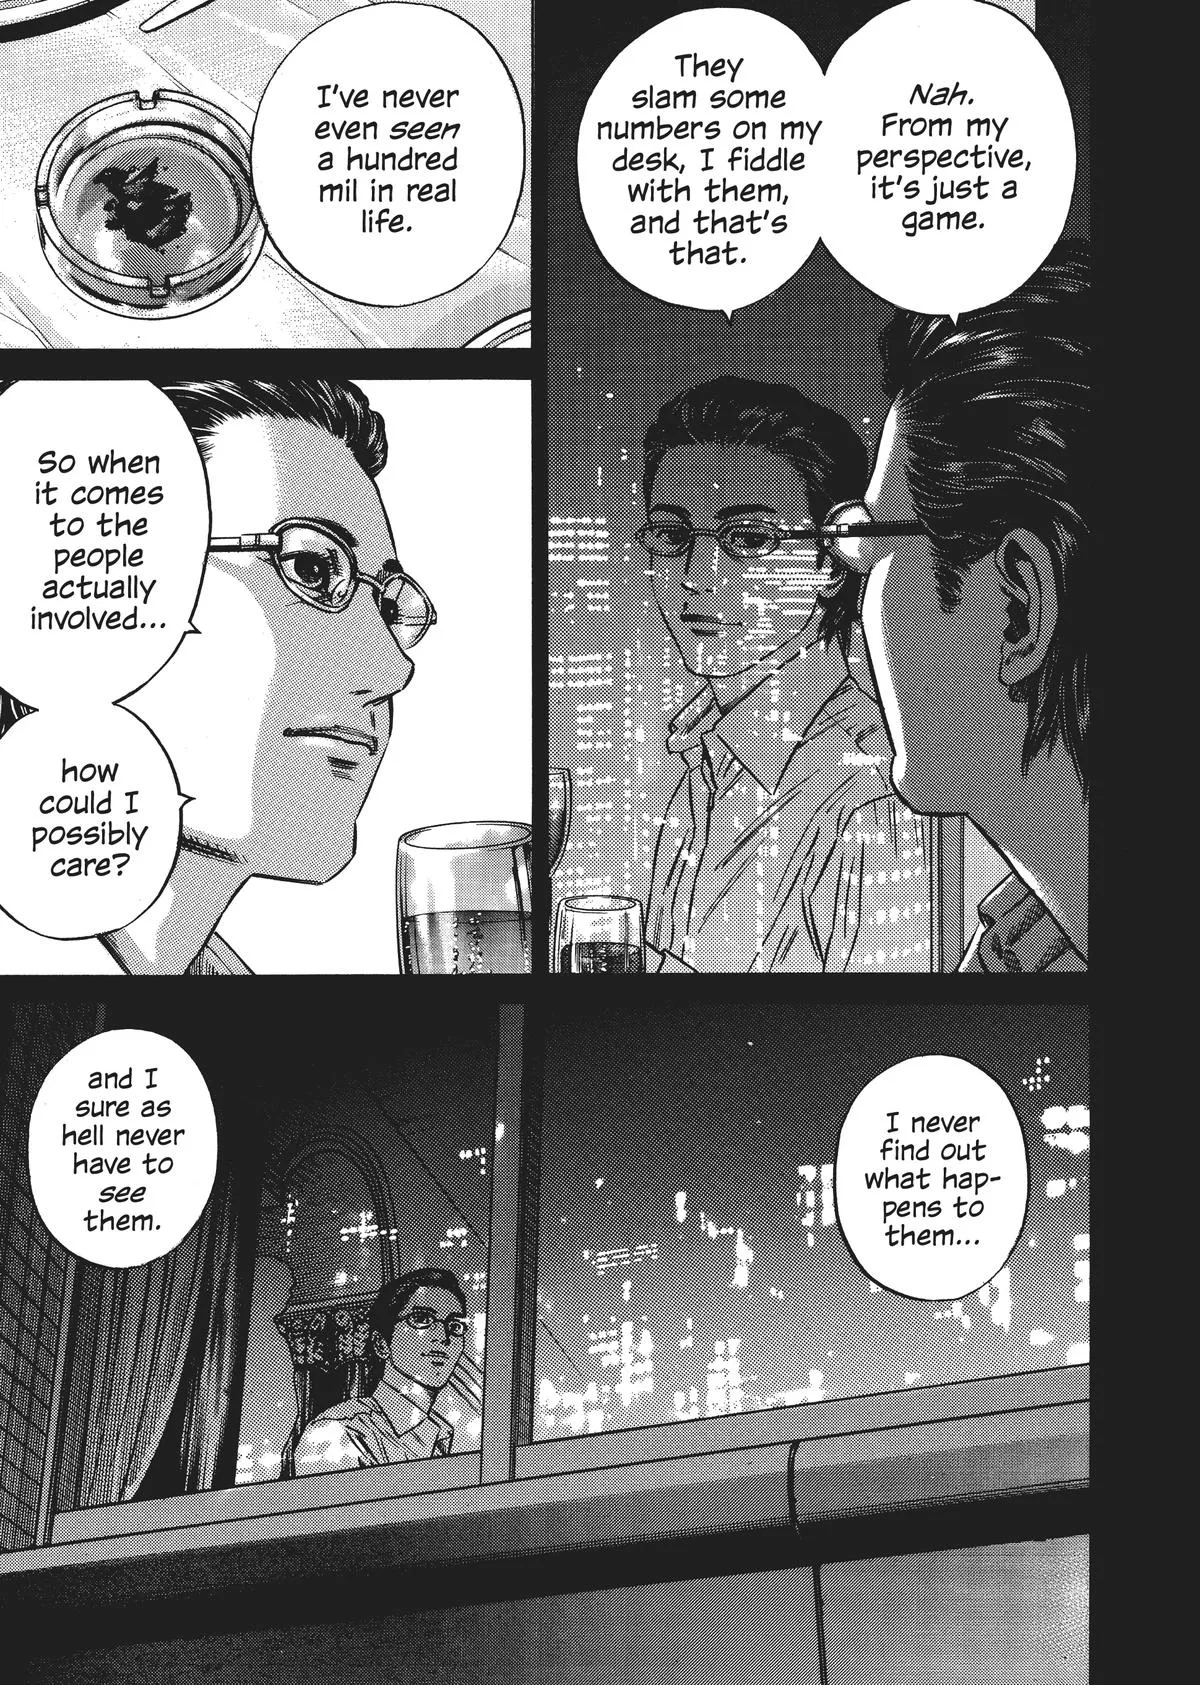 Nah.
From my
perspective,
it's just a
game.
They
slam some
numbers on my
desk, I fiddle
with them,
and that's
that.
I've never
even seen
a hundred
mil in real
life.
So when
it comes
to the
people
actually
involved...
how
could I
possibly
care?
I never
find out
what hap-
pens to
them...
and I
sure as
hell never
have to
see
them.